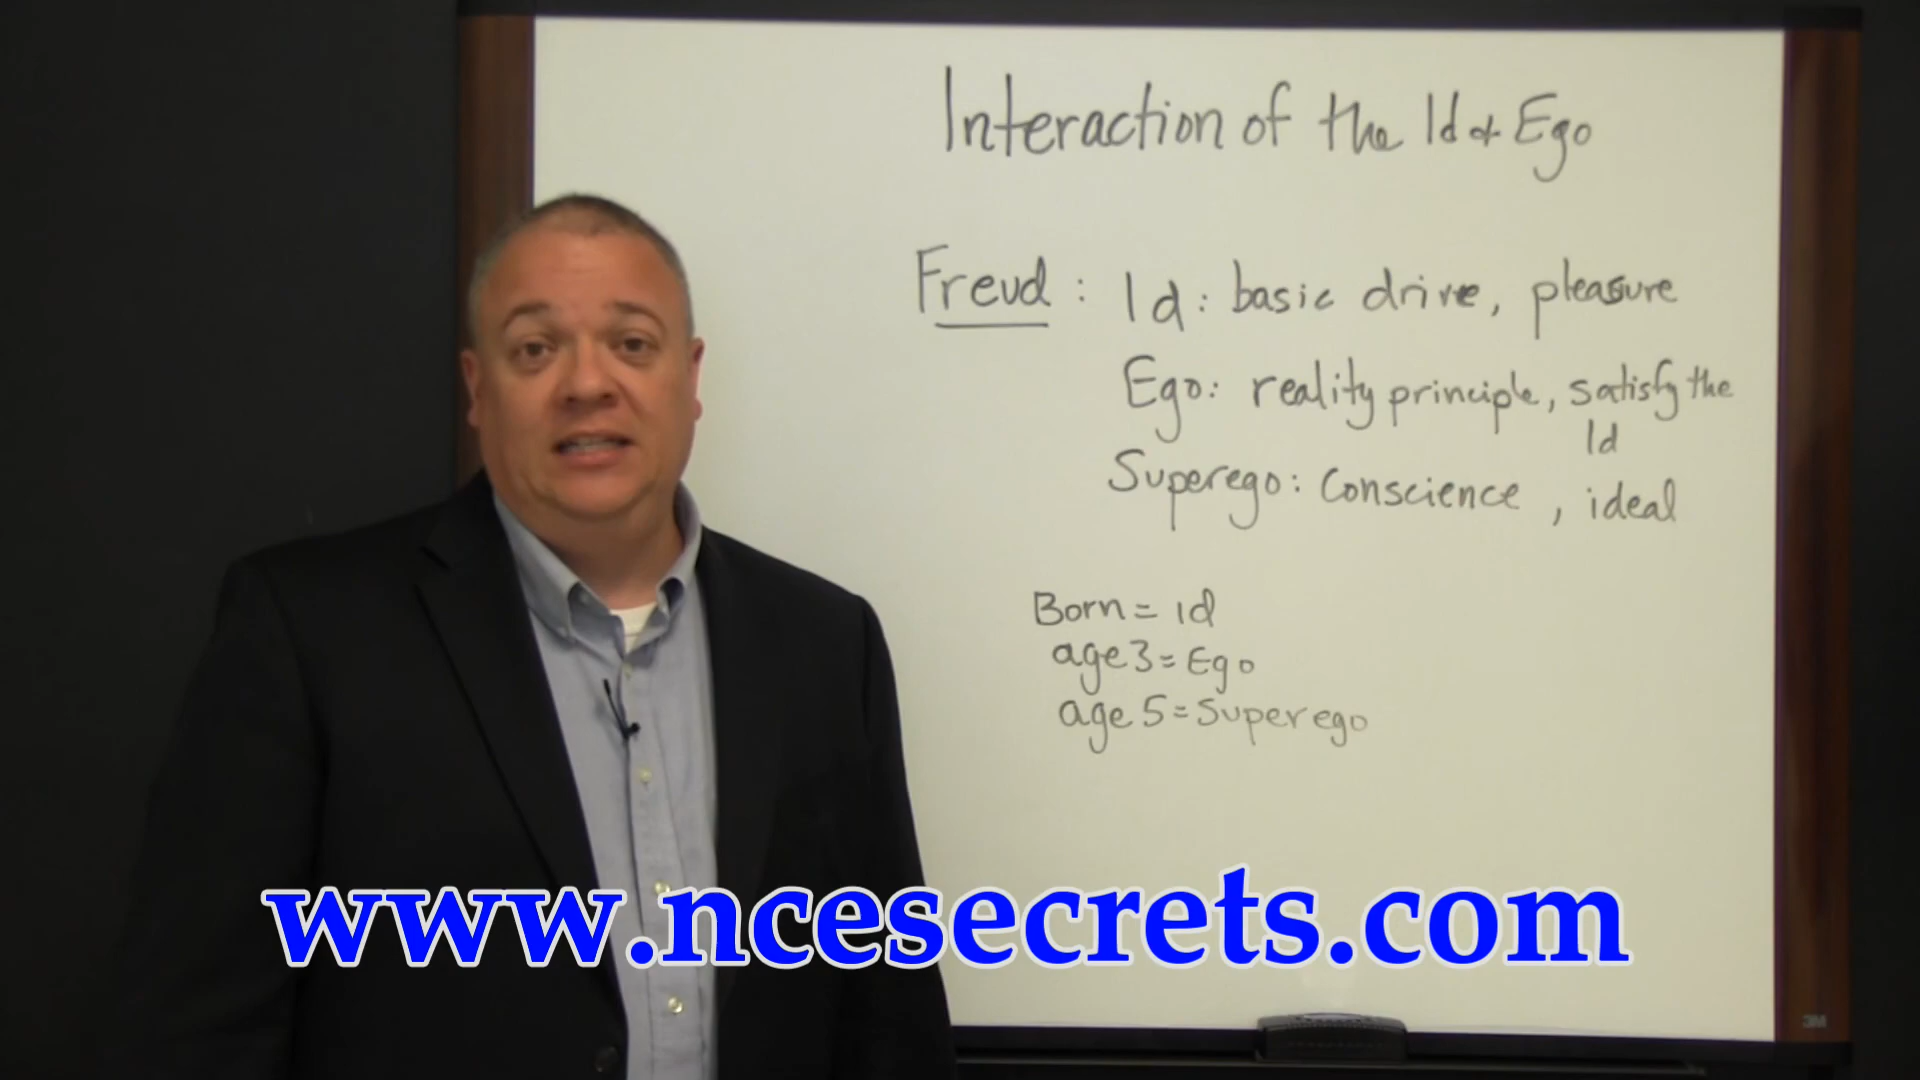 Interaction of the Id & Ego
Freud: Id: basic drive, pleasure
Ego: reality principle, satisfy the
Id
Superego: Conscience, ideal
Born = Id
age 3 = Ego
age 5 = Superego
www.ncesecrets.com
3M